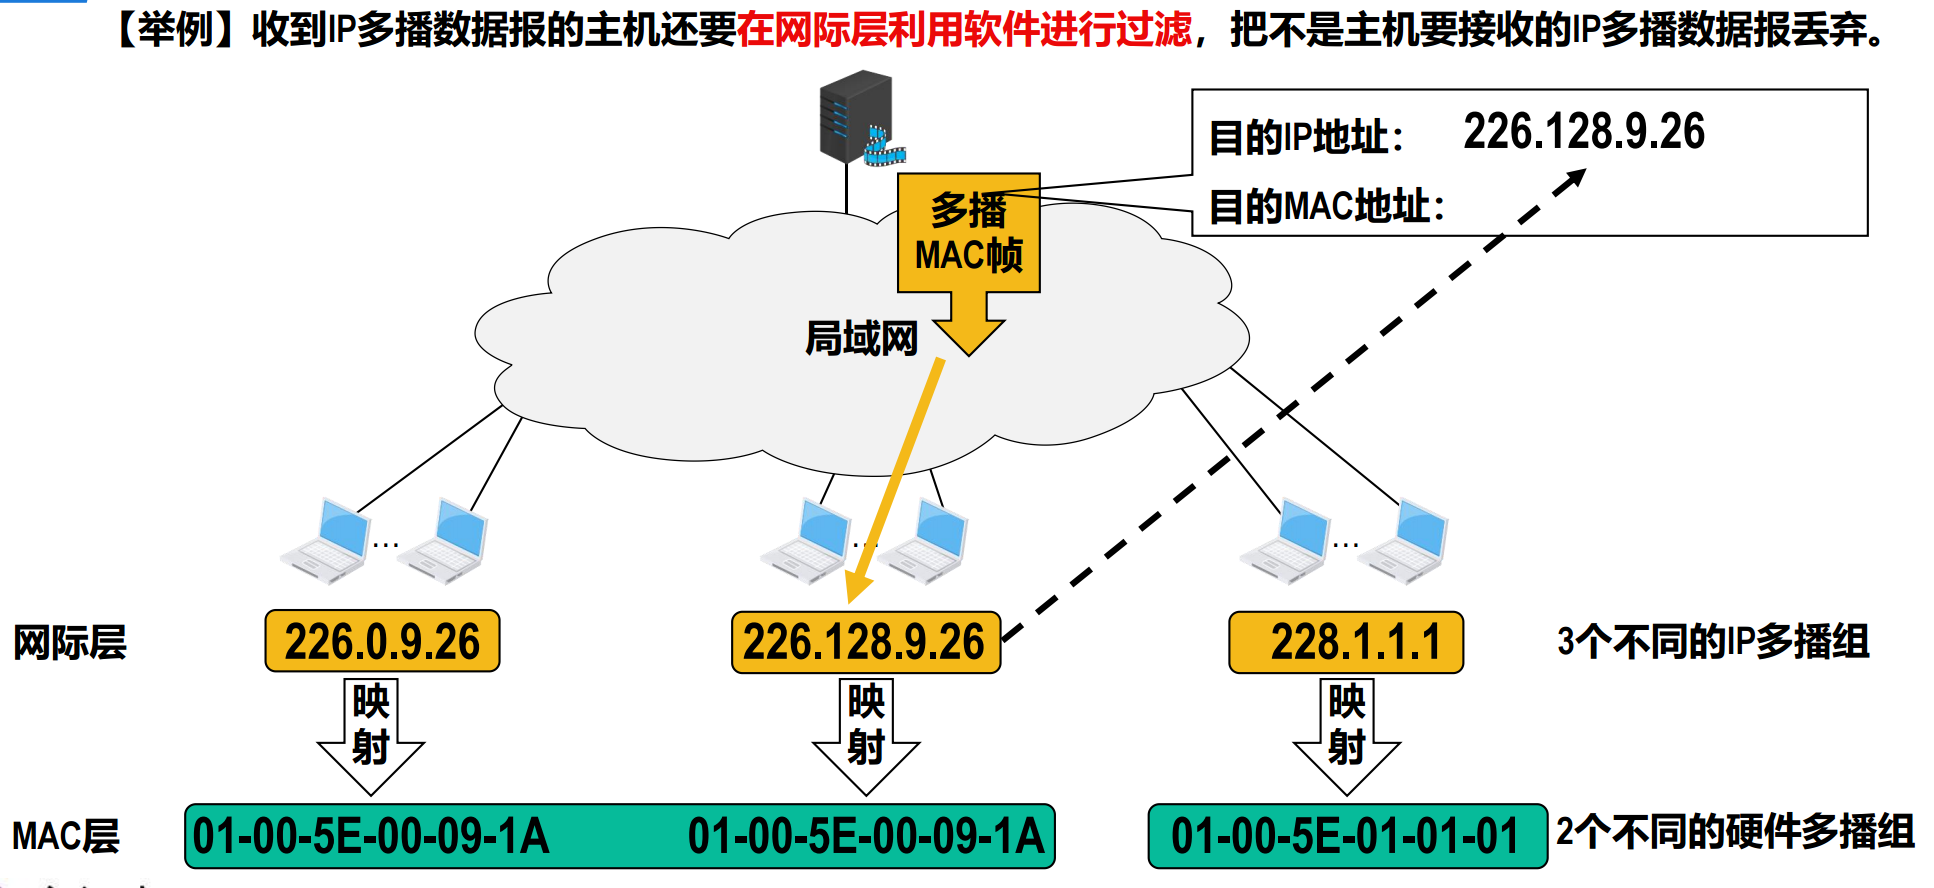 【举例】收到IP多播数据报的主机还要在网际层利用软件进行过滤，把不是主机要接收的IP多播数据报丢弃。
目的IP地址： 226.128.9.26
目的MAC地址：
多播
MAC帧
局域网
... ... ...
网际层 226.0.9.26 226.128.9.26 228.1.1.1 3个不同的IP多播组
映射 映射 映射
MAC层 01-00-5E-00-09-1A 01-00-5E-00-09-1A 01-00-5E-01-01-01 2个不同的硬件多播组